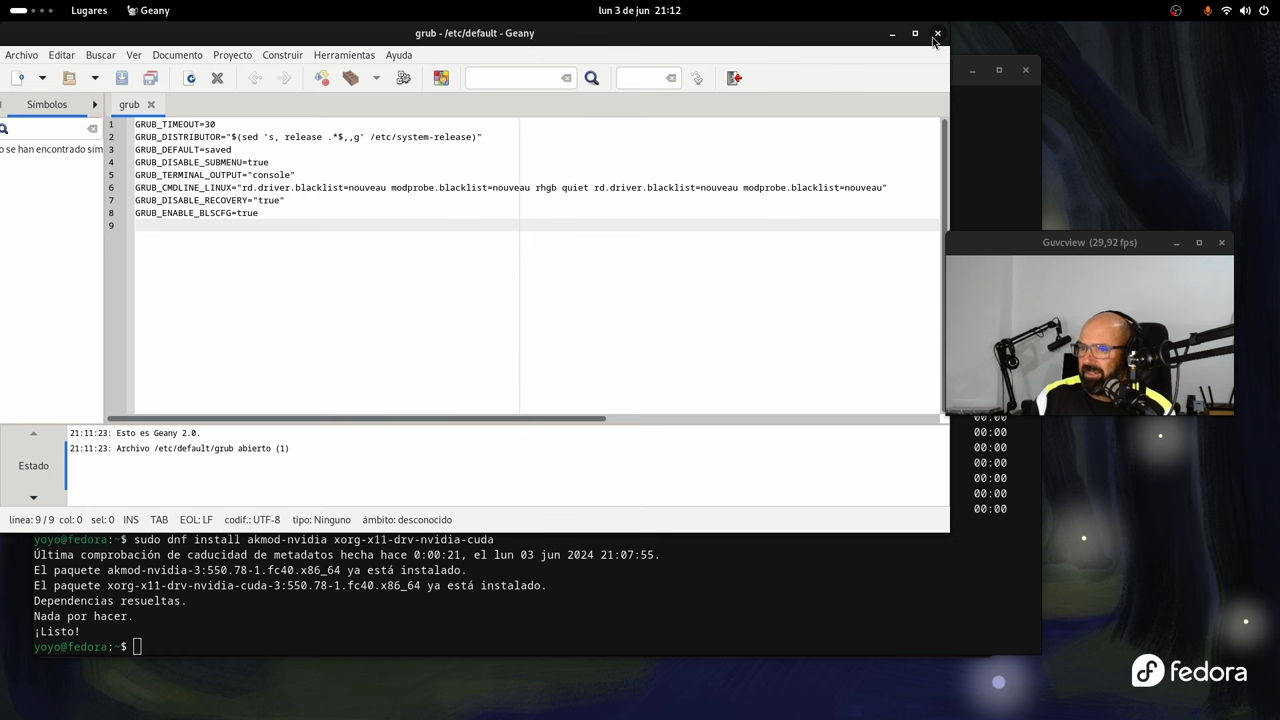 Lugares
Geany
lun 3 de jun 21:12
grub - /etc/default - Geany
Archivo Editar Buscar Ver Documento Proyecto Construir Herramientas Ayuda
Símbolos
grub
o se han encontrado sím
1 GRUB_TIMEOUT=30
2 GRUB_DISTRIBUTOR="$(sed 's, release .*$,,g' /etc/system-release)"
3 GRUB_DEFAULT=saved
4 GRUB_DISABLE_SUBMENU=true
5 GRUB_TERMINAL_OUTPUT="console"
6 GRUB_CMDLINE_LINUX="rd.driver.blacklist=nouveau modprobe.blacklist=nouveau rhgb quiet rd.driver.blacklist=nouveau modprobe.blacklist=nouveau"
7 GRUB_DISABLE_RECOVERY="true"
8 GRUB_ENABLE_BLSCFG=true
9
Guvcview (29,92 fps)
00:00
00:00
00:00
00:00
00:00
00:00
00:00
Estado
21:11:23: Esto es Geany 2.0.
21:11:23: Archivo /etc/default/grub abierto (1)
línea: 9 / 9 col: 0 sel: 0 INS TAB EOL: LF codif.: UTF-8 tipo: Ninguno ámbito: desconocido
yoyo@fedora:~$ sudo dnf install akmod-nvidia xorg-x11-drv-nvidia-cuda
Última comprobación de caducidad de metadatos hecha hace 0:00:21, el lun 03 jun 2024 21:07:55.
El paquete akmod-nvidia-3:550.78-1.fc40.x86_64 ya está instalado.
El paquete xorg-x11-drv-nvidia-cuda-3:550.78-1.fc40.x86_64 ya está instalado.
Dependencias resueltas.
Nada por hacer.
¡Listo!
yoyo@fedora:~$
fedora